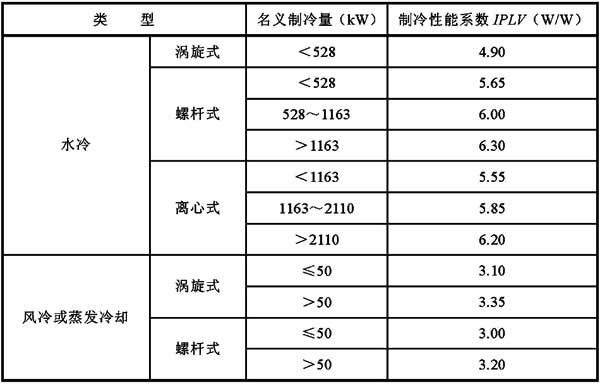 类 型 名义制冷量（kW） 制冷性能系数 IPLV（W/W）
水冷 涡旋式 ＜528 4.90
螺杆式 ＜528 5.65
528～1163 6.00
＞1163 6.30
离心式 ＜1163 5.55
1163～2110 5.85
＞2110 6.20
风冷或蒸发冷却 涡旋式 ≤50 3.10
＞50 3.35
螺杆式 ≤50 3.00
＞50 3.20